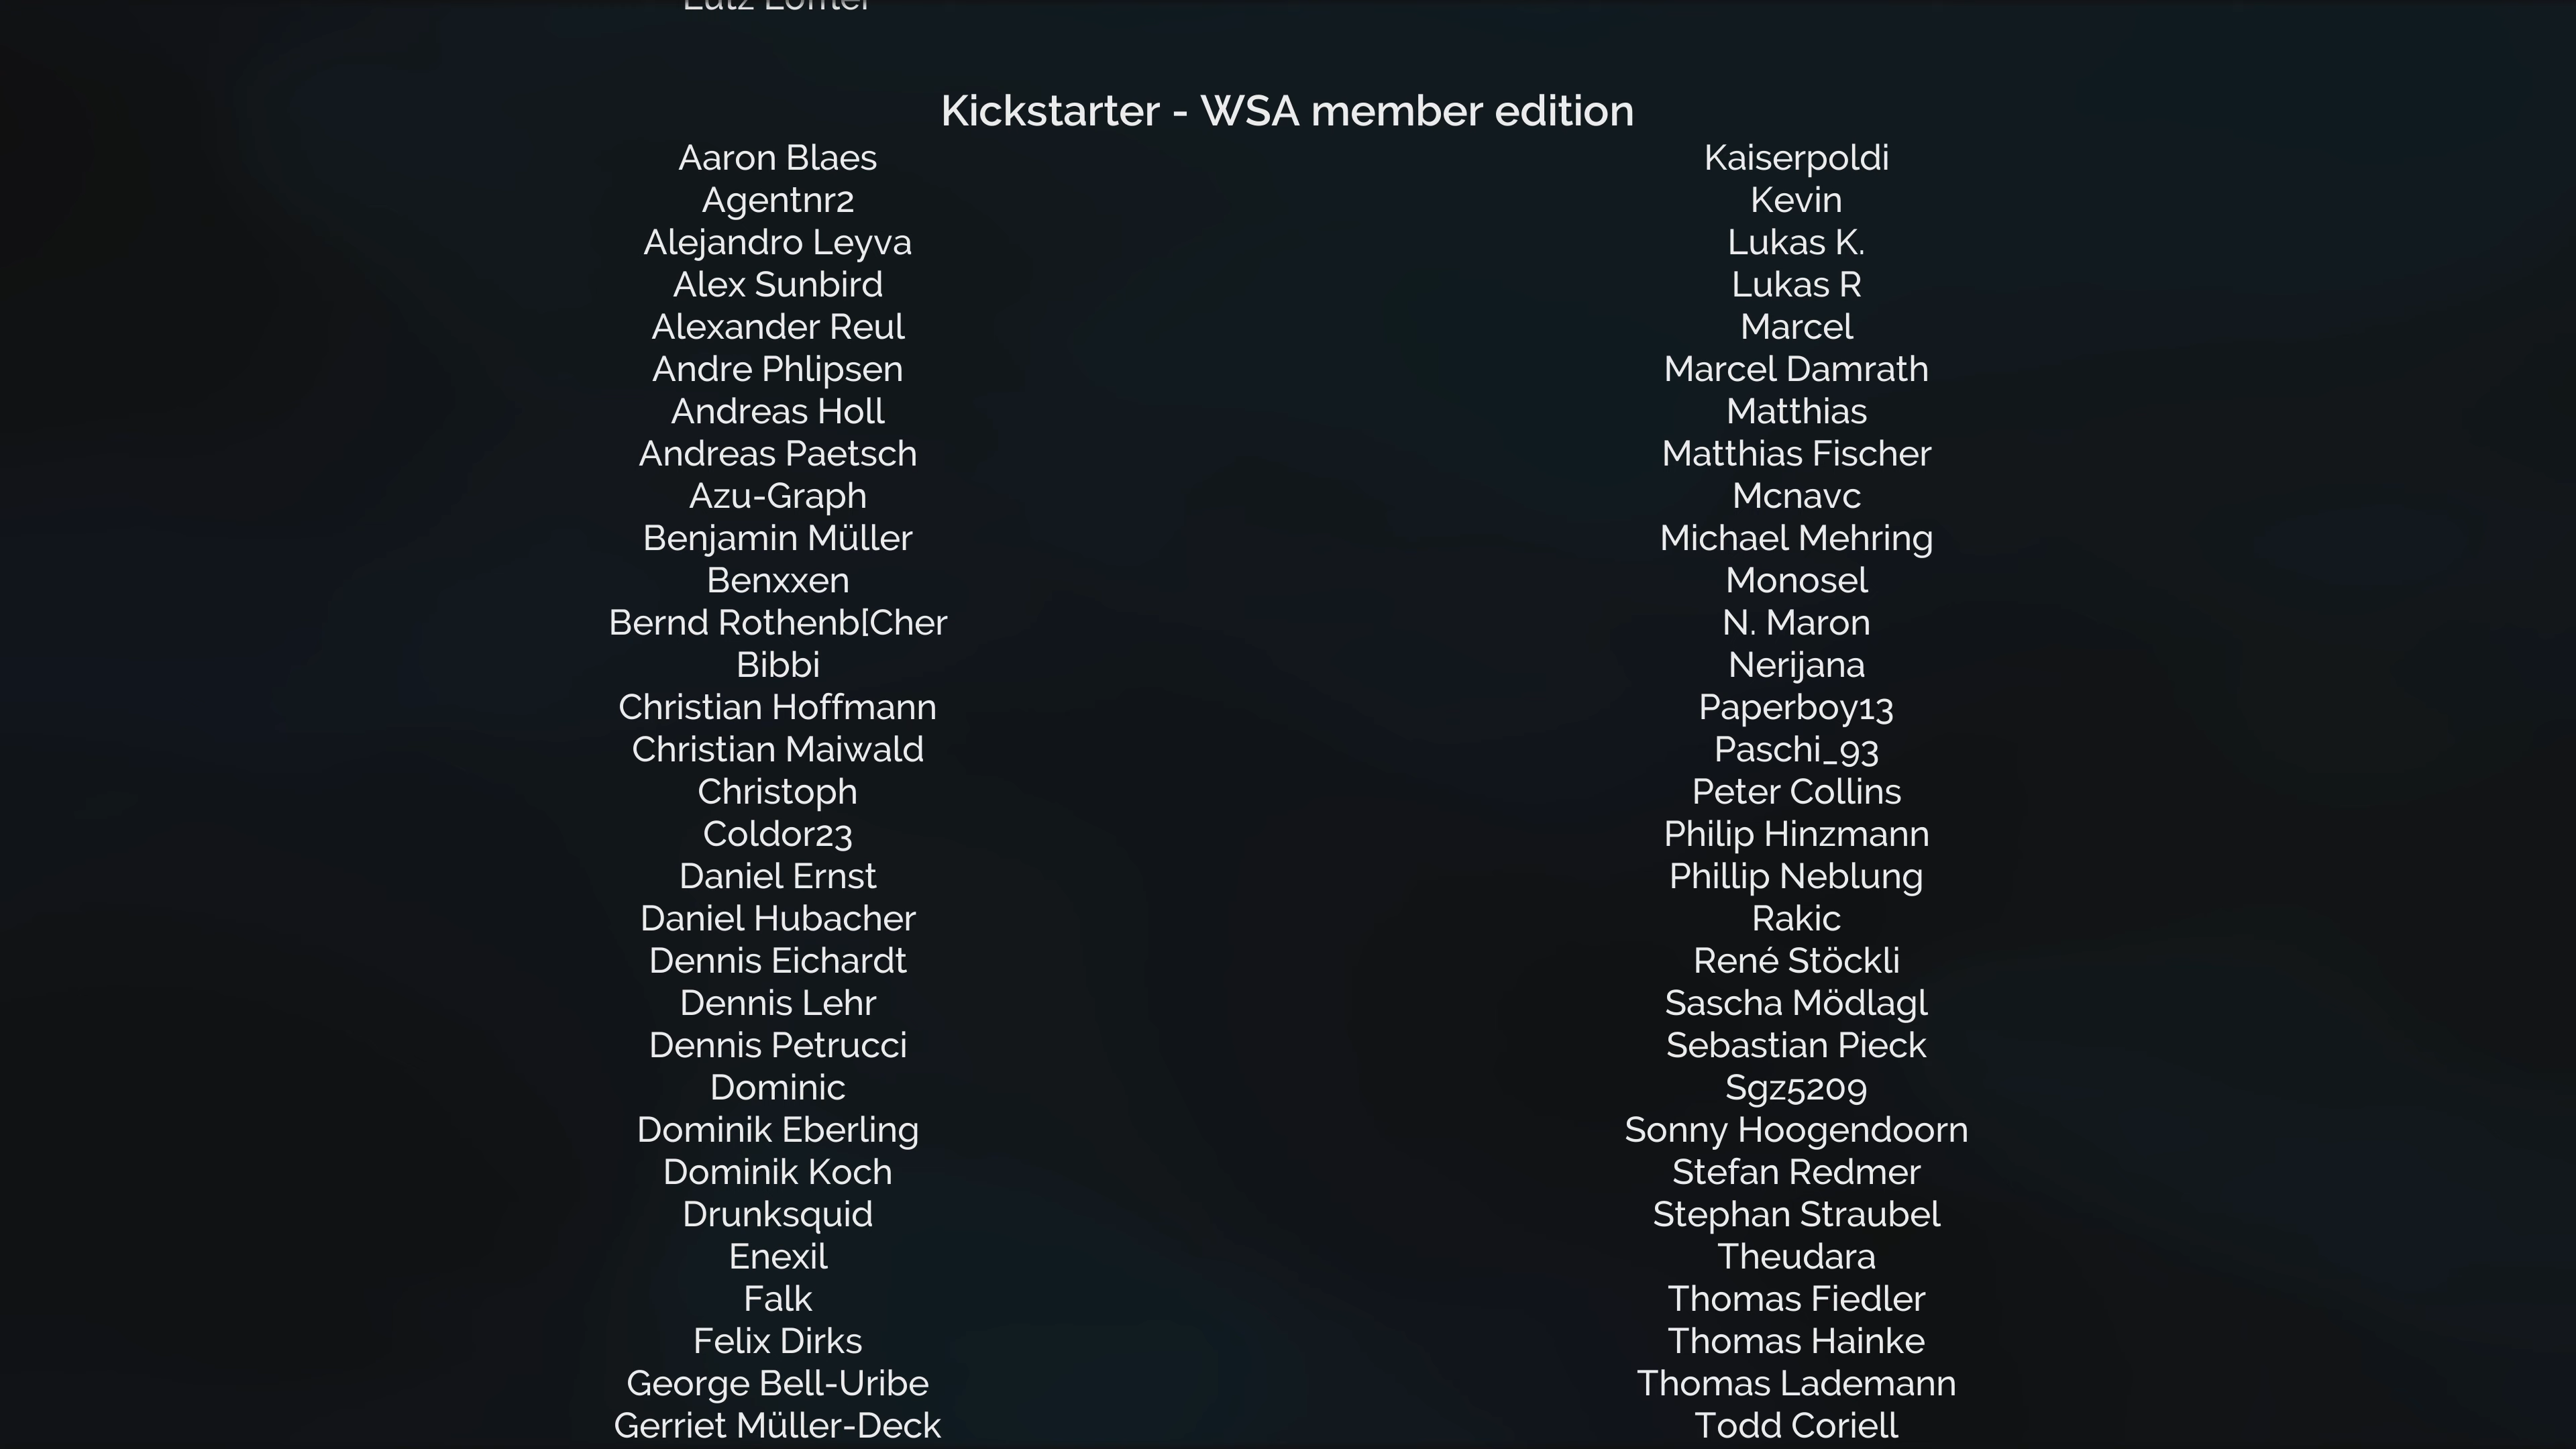 Kickstarter - WSA member edition
Aaron Blaes
Agentnr2
Alejandro Leyva
Alex Sunbird
Alexander Reul
Andre Phlipsen
Andreas Holl
Andreas Paetsch
Azu-Graph
Benjamin Müller
Benxxen
Bernd Rothenb[Cher
Bibbi
Christian Hoffmann
Christian Maiwald
Christoph
Coldor23
Daniel Ernst
Daniel Hubacher
Dennis Eichardt
Dennis Lehr
Dennis Petrucci
Dominic
Dominik Eberling
Dominik Koch
Drunksquid
Enexil
Falk
Felix Dirks
George Bell-Uribe
Gerriet Müller-Deck
Kaiserpoldi
Kevin
Lukas K.
Lukas R
Marcel
Marcel Damrath
Matthias
Matthias Fischer
Mcnavc
Michael Mehring
Monosel
N. Maron
Nerijana
Paperboy13
Paschi_93
Peter Collins
Philip Hinzmann
Phillip Neblung
Rakic
René Stöckli
Sascha Mödlagl
Sebastian Pieck
Sgz5209
Sonny Hoogendoorn
Stefan Redmer
Stephan Straubel
Theudara
Thomas Fiedler
Thomas Hainke
Thomas Lademann
Todd Coriell